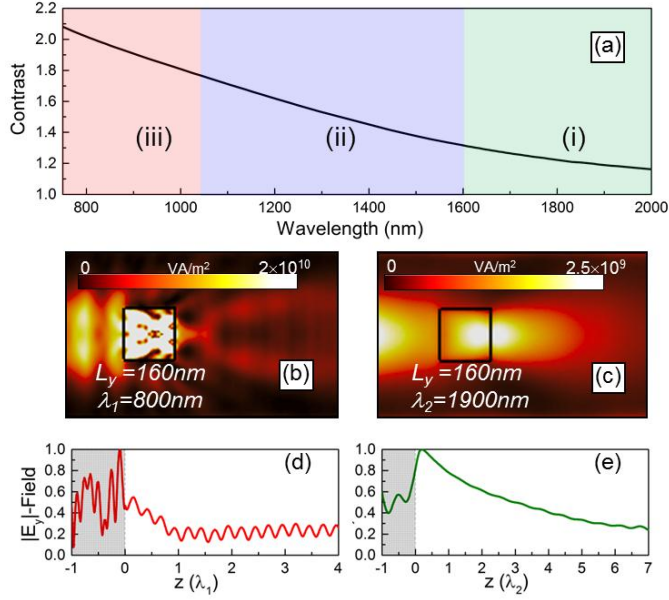 2.2
2.0
1.8
1.6
1.4
1.2
1.0
Contrast
(a)
(iii)
(ii)
(i)
800 1000 1200 1400 1600 1800 2000
Wavelength (nm)
0 VA/m² 2×10¹⁰
(b)
L_y =160nm
λ₁=800nm
0 VA/m² 2.5×10⁹
(c)
L_y =160nm
λ₂=1900nm
1.0
0.8
0.6
0.4
0.2
0.0
|E_y|-Field
(d)
-1 0 1 2 3 4
z (λ₁)
1.0
0.8
0.6
0.4
0.2
0.0
(e)
-1 0 1 2 3 4 5 6 7
z (λ₂)